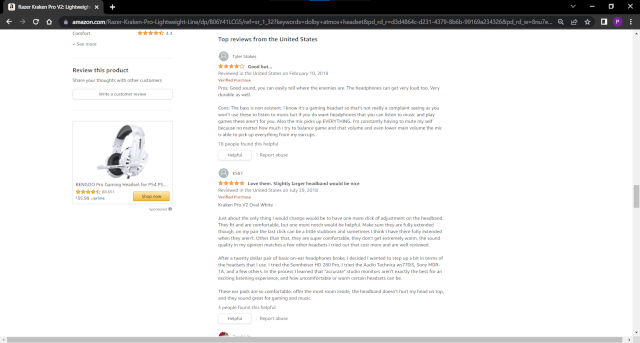 Razer Kraken Pro V2: Lightweight
amazon.com/Razer-Kraken-Pro-Lightweight-Line/dp/B06Y41LCG5/ref=sr_1_32?keywords=dolby+atmos+headset&pd_rd_r=d3d4864c-d231-4379-8b6b-99169a234326&pd_rd_w=
P
Comfort 4.4
See more
Review this product
Share your thoughts with other customers
Write a customer review
BENGOO Pro Gaming Headset for PS4 PS...
Shop now
Sponsored
Top reviews from the United States
Tyler Stokes
Good but...
Reviewed in the United States on February 10, 2018
Verified Purchase
Pros: Good sound, you can easily tell where the enemies are. The headphones can get very loud too. Very
durable as well.
Cons: The bass is non existent. I know it's a gaming headset so that's not really a complaint seeing as you
won't use these to listen to music but if you do want headphones that you can listen to music and play
games these aren't for you. Also the mic picks up EVERYTHING. I'm constantly having to mute my self
because no matter how much i try to balance game and chat volume and even lower main volume the mic
is able to pick up everything from my earcups.
18 people found this helpful
Helpful Report abuse
Love them. Slightly larger headband would be nice
Reviewed in the United States on July 29, 2018
Verified Purchase
Kraken Pro V2 Oval White
Just about the only thing I would change would be to have one more click of adjustment on the headband.
They fit and are comfortable, but one more notch would be helpful. Make sure they are fully extended
though, on my pair the last click can be a little stubborn and sometimes I think I have them fully extended
when they aren't. Other than that, they are super comfortable, they don't get extremely warm, the sound
quality in my opinion matches a few other headsets I tried out that cost more and are well reviewed.
After a twenty dollar pair of basic on-ear headphones broke, I decided I wanted to step up a bit in terms of
the headsets that I use. I tried the Sennheiser HD 280 Pro, I tried the Audio Technica ws770iS, Sony MDR-
1A, and a few others. In the process I learned that "accurate" studio monitors aren't exactly the best for an
exciting listening experience, and how uncomfortable or warm certain headsets can be.
These ear pads are so comfortable, offer the most room inside, the headband doesn't hurt my head on top,
and they sound great for gaming and music.
5 people found this helpful
Helpful Report abuse